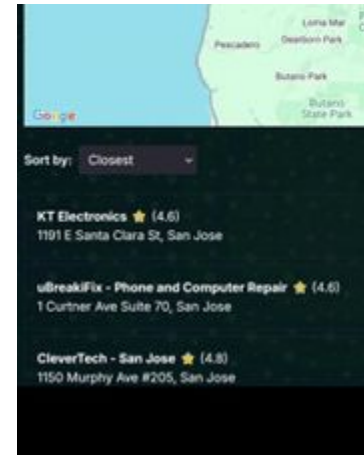 Loma Mar
Pescadero
Dearborn Park
Butano Park
Butano
State Park
Google
Sort by: Closest
KT Electronics ⭐ (4.6)
1191 E Santa Clara St, San Jose
uBreakiFix - Phone and Computer Repair ⭐ (4.6)
1 Curtner Ave Suite 70, San Jose
CleverTech - San Jose ⭐ (4.8)
1150 Murphy Ave #205, San Jose